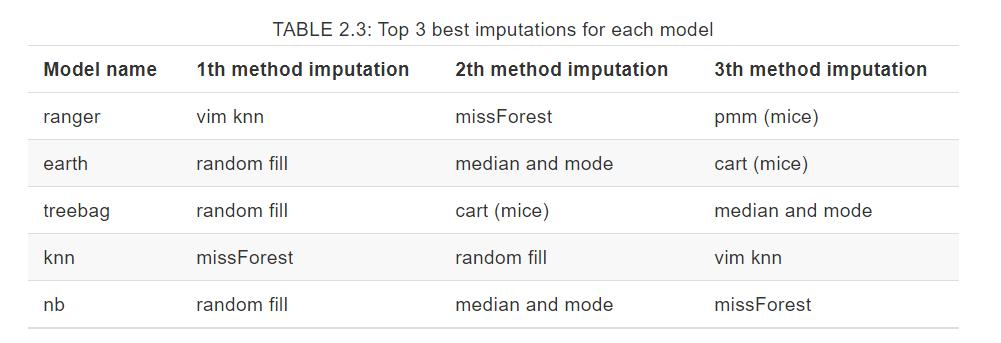 TABLE 2.3: Top 3 best imputations for each model
Model name 1th method imputation 2th method imputation 3th method imputation
ranger vim knn missForest pmm (mice)
earth random fill median and mode cart (mice)
treebag random fill cart (mice) median and mode
knn missForest random fill vim knn
nb random fill median and mode missForest